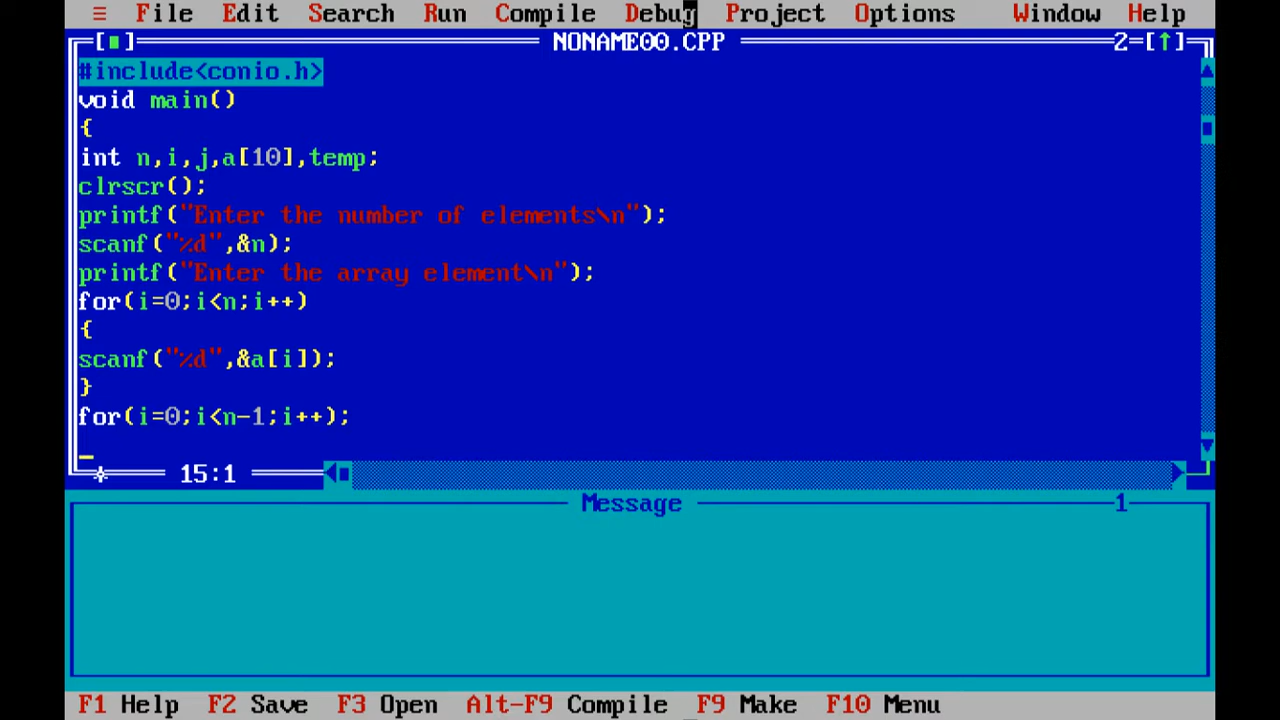 ≡ File Edit Search Run Compile Debug Project Options Window Help
[■] NONAME00.CPP 2=[↑]
#include<conio.h>
void main()
{
int n,i,j,a[10],temp;
clrscr();
printf("Enter the number of elements\n");
scanf("%d",&n);
printf("Enter the array element\n");
for(i=0;i<n;i++)
{
scanf("%d",&a[i]);
}
for(i=0;i<n-1;i++);
15:1
Message 1
F1 Help F2 Save F3 Open Alt-F9 Compile F9 Make F10 Menu